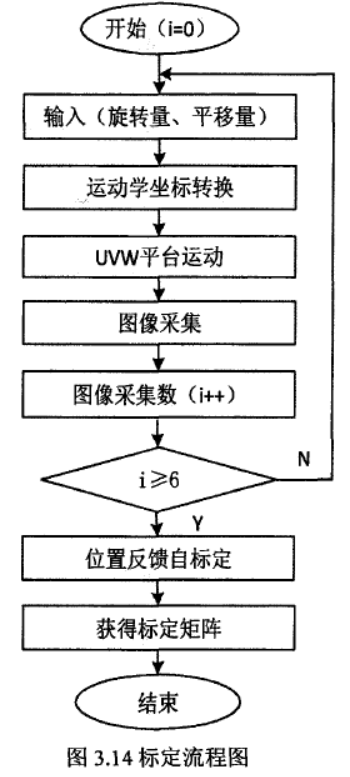 开始（i=0）
输入（旋转量、平移量）
运动学坐标转换
UVW平台运动
图像采集
图像采集数（i++）
i≥6
N
Y
位置反馈自标定
获得标定矩阵
结束
图 3.14 标定流程图